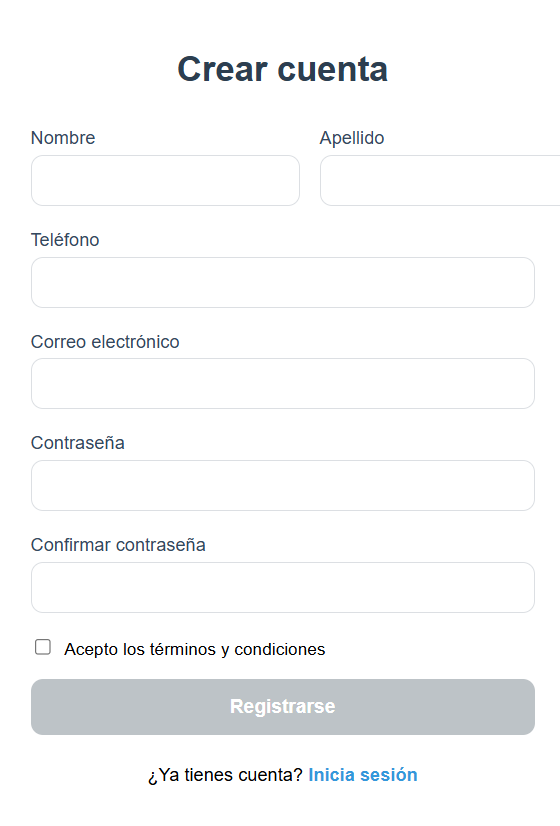 Crear cuenta
Nombre
Apellido
Teléfono
Correo electrónico
Contraseña
Confirmar contraseña
Acepto los términos y condiciones
Registrarse
¿Ya tienes cuenta? Inicia sesión